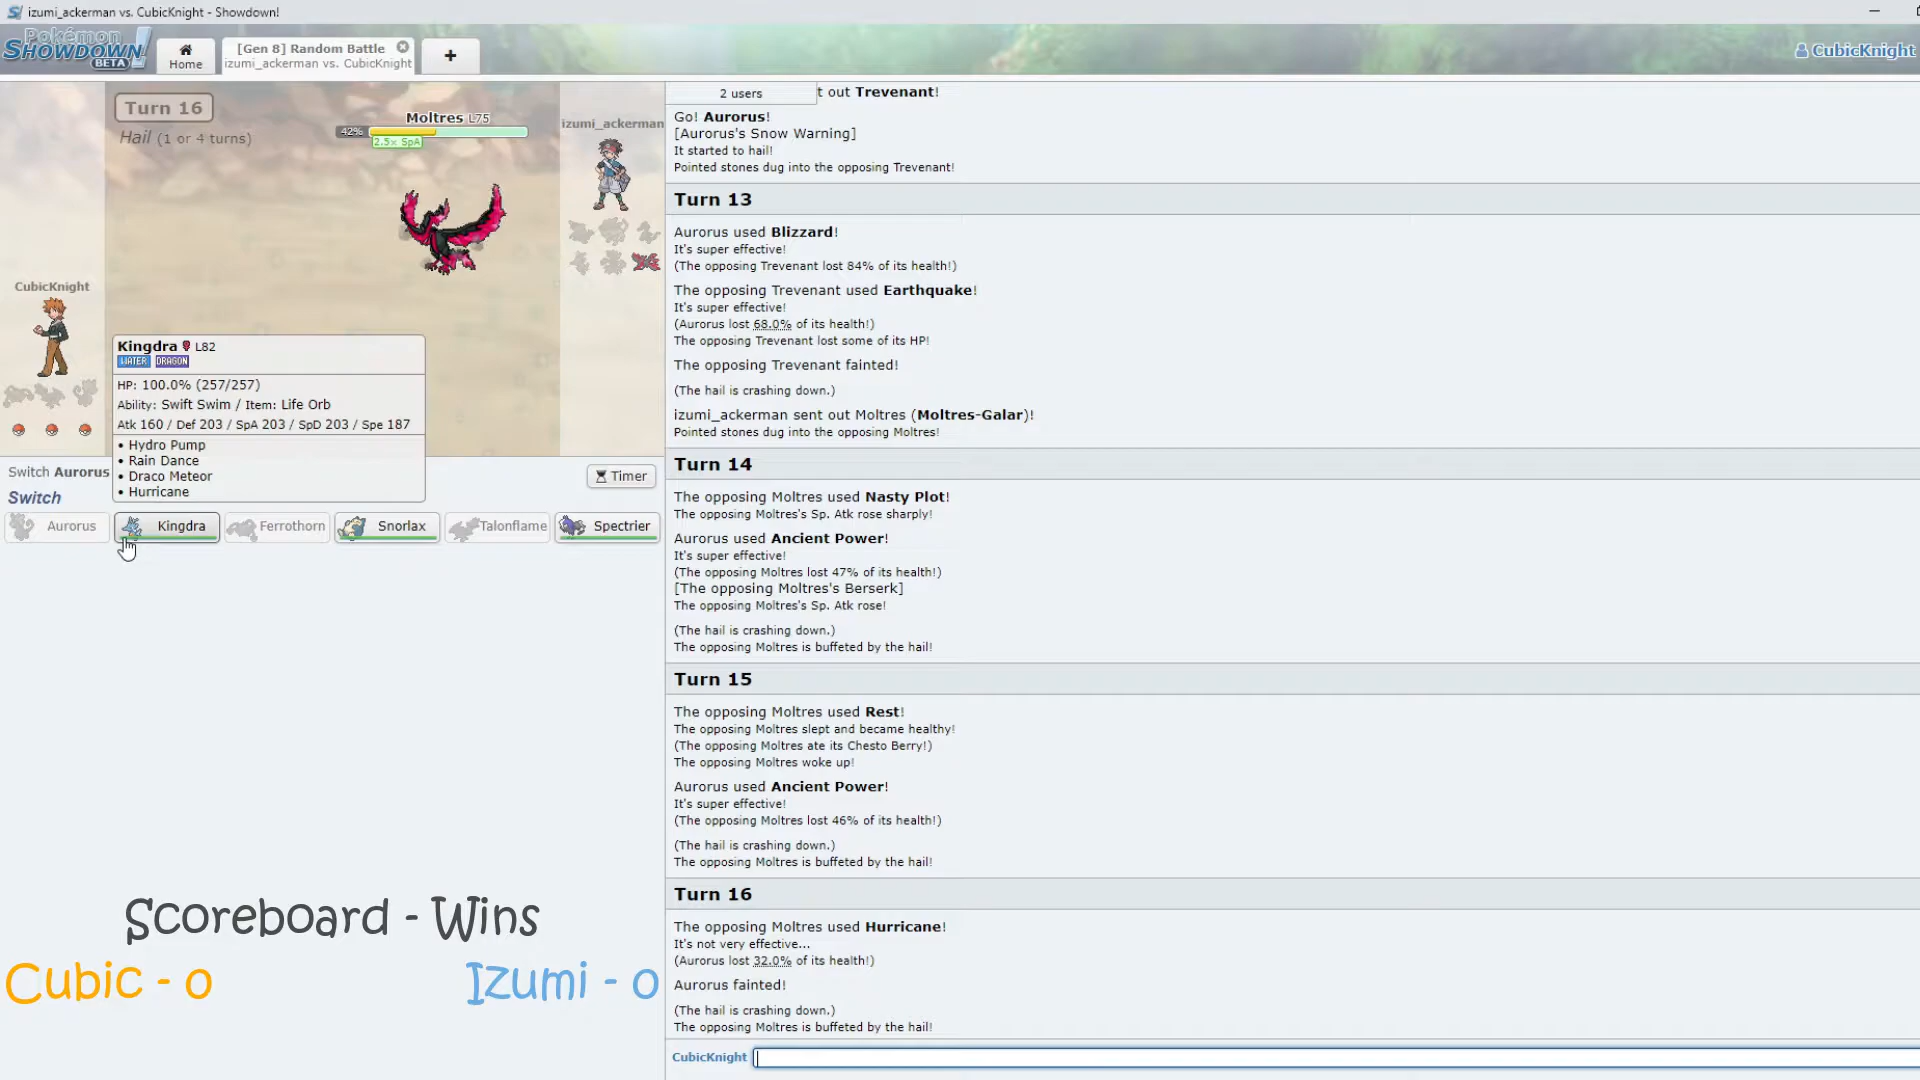 izumi_ackerman vs. CubicKnight - Showdown!
Pokémon
SHOWDOWN!
BETA
Home
[Gen 8] Random Battle
izumi_ackerman vs. CubicKnight
+
CubicKnight
Turn 16
Hail (1 or 4 turns)
Moltres L75
42%
2.5× SpA
izumi_ackerman
CubicKnight
Kingdra L82
WATER DRAGON
HP: 100.0% (257/257)
Ability: Swift Swim / Item: Life Orb
Atk 160 / Def 203 / SpA 203 / SpD 203 / Spe 187
• Hydro Pump
• Rain Dance
• Draco Meteor
• Hurricane
Switch Aurorus
Timer
Switch
Aurorus
Kingdra
Ferrothorn
Snorlax
Talonflame
Spectrier
Scoreboard - Wins
Cubic - 0
Izumi - 0
2 users
t out Trevenant!
Go! Aurorus!
[Aurorus's Snow Warning]
It started to hail!
Pointed stones dug into the opposing Trevenant!
Turn 13
Aurorus used Blizzard!
It's super effective!
(The opposing Trevenant lost 84% of its health!)
The opposing Trevenant used Earthquake!
It's super effective!
(Aurorus lost 68.0% of its health!)
The opposing Trevenant lost some of its HP!
The opposing Trevenant fainted!
(The hail is crashing down.)
izumi_ackerman sent out Moltres (Moltres-Galar)!
Pointed stones dug into the opposing Moltres!
Turn 14
The opposing Moltres used Nasty Plot!
The opposing Moltres's Sp. Atk rose sharply!
Aurorus used Ancient Power!
It's super effective!
(The opposing Moltres lost 47% of its health!)
[The opposing Moltres's Berserk]
The opposing Moltres's Sp. Atk rose!
(The hail is crashing down.)
The opposing Moltres is buffeted by the hail!
Turn 15
The opposing Moltres used Rest!
The opposing Moltres slept and became healthy!
(The opposing Moltres ate its Chesto Berry!)
The opposing Moltres woke up!
Aurorus used Ancient Power!
It's super effective!
(The opposing Moltres lost 46% of its health!)
(The hail is crashing down.)
The opposing Moltres is buffeted by the hail!
Turn 16
The opposing Moltres used Hurricane!
It's not very effective...
(Aurorus lost 32.0% of its health!)
Aurorus fainted!
(The hail is crashing down.)
The opposing Moltres is buffeted by the hail!
CubicKnight